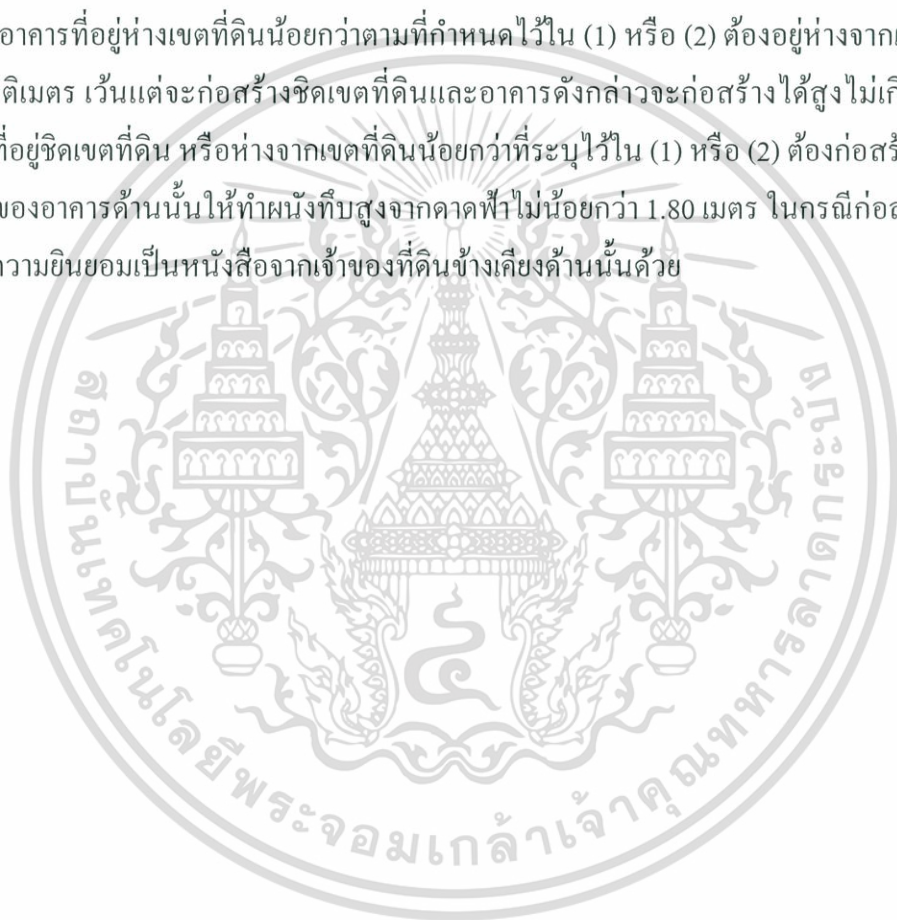 อาคารที่อยู่ห่างเขตที่ดินน้อยกว่าตามที่กำหนดไว้ใน (1) หรือ (2) ต้องอยู่ห่างจาก
ติเมตร เว้นแต่จะก่อสร้างชิดเขตที่ดินและอาคารดังกล่าวจะก่อสร้างได้สูงไม่เกิ
ที่อยู่ชิดเขตที่ดิน หรือห่างจากเขตที่ดินน้อยกว่าที่ระบุไว้ใน (1) หรือ (2) ต้องก่อสร้
ของอาคารด้านนั้นให้ทำผนังทึบสูงจากดาดฟ้าไม่น้อยกว่า 1.80 เมตร ในกรณีก่อ
ความยินยอมเป็นหนังสือจากเจ้าของที่ดินข้างเคียงด้านนั้นด้วย
สถาบันเทคโนโลยีพระจอมเกล้าเจ้าคุณทหารลาดกระบัง
๔